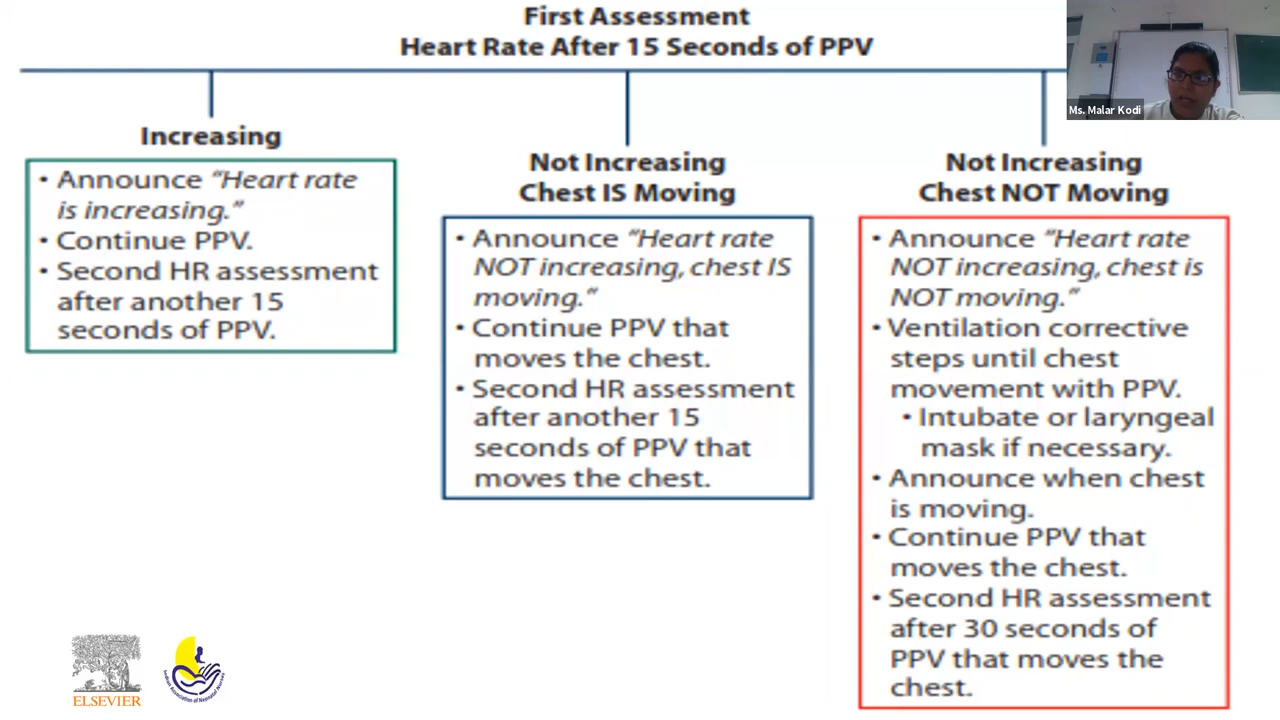 First Assessment
Heart Rate After 15 Seconds of PPV
Ms. Malar Kodi
Increasing
• Announce “Heart rate
is increasing.”
• Continue PPV.
• Second HR assessment
after another 15
seconds of PPV.
Not Increasing
Chest IS Moving
• Announce “Heart rate
NOT increasing, chest IS
moving.”
• Continue PPV that
moves the chest.
• Second HR assessment
after another 15
seconds of PPV that
moves the chest.
Not Increasing
Chest NOT Moving
• Announce “Heart rate
NOT increasing, chest is
NOT moving.”
• Ventilation corrective
steps until chest
movement with PPV.
• Intubate or laryngeal
mask if necessary.
• Announce when chest
is moving.
• Continue PPV that
moves the chest.
• Second HR assessment
after 30 seconds of
PPV that moves the
chest.
ELSEVIER
Indian Association of Neonatal Nurses